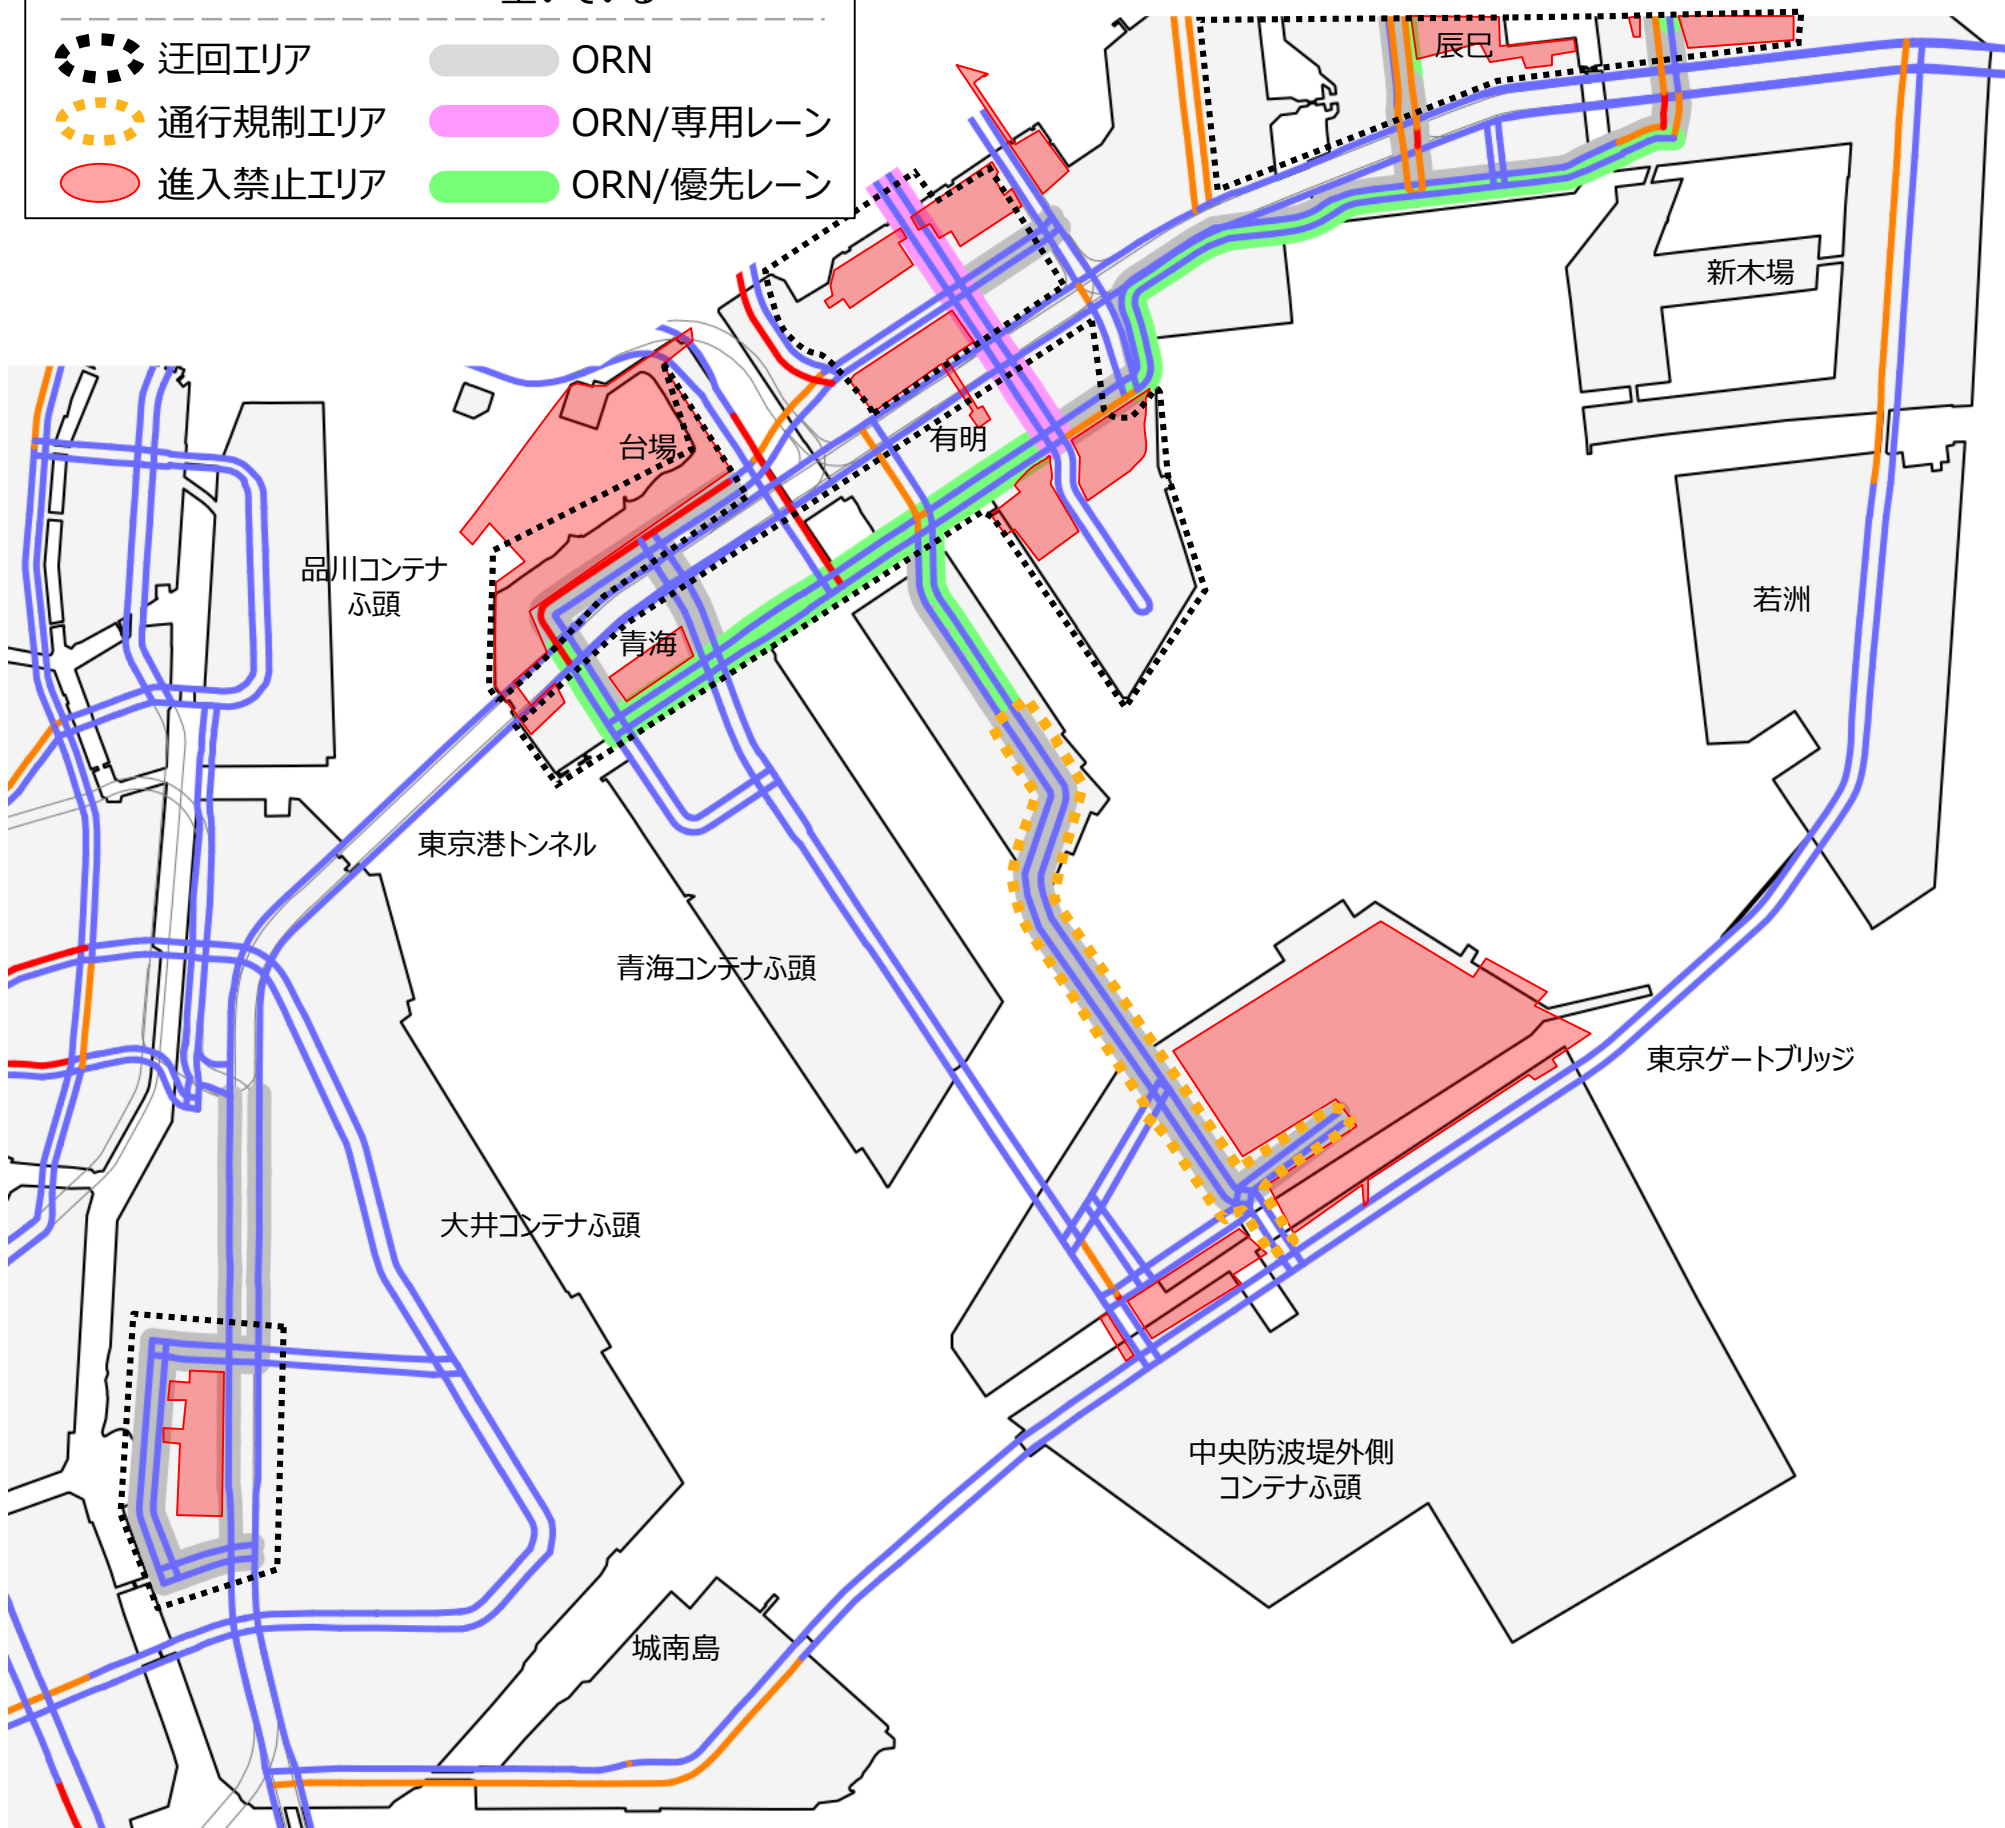 空いている
迂回エリア
ORN
通行規制エリア
ORN/専用レーン
進入禁止エリア
ORN/優先レーン
辰巳
新木場
台場
有明
品川コンテナ
ふ頭
若洲
青海
東京港トンネル
青海コンテナふ頭
東京ゲートブリッジ
大井コンテナふ頭
中央防波堤外側
コンテナふ頭
城南島